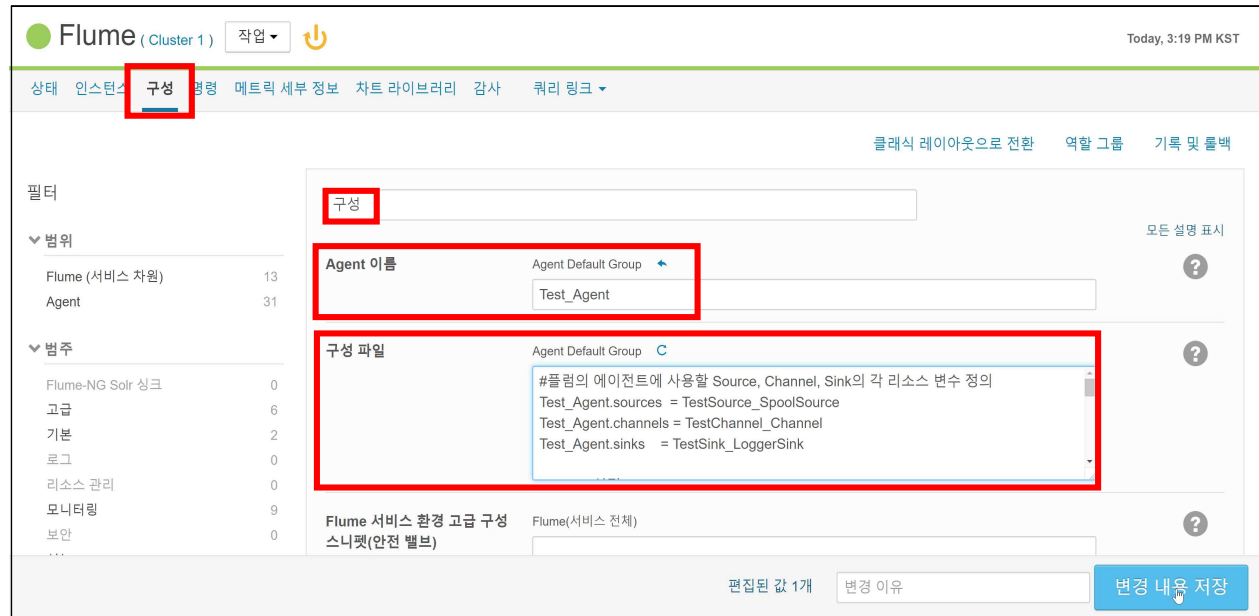 Flume ( Cluster 1 ) 작업 Today, 3:19 PM KST
상태 인스턴스 구성 명령 메트릭 세부 정보 차트 라이브러리 감사 쿼리 링크
클래식 레이아웃으로 전환 역할 그룹 기록 및 롤백
필터
구성
모든 설명 표시
범위
Flume (서비스 차원) 13
Agent 31
범주
Flume-NG Solr 싱크 0
고급 6
기본 2
로그 0
리소스 관리 0
모니터링 9
보안 0
Agent 이름 Agent Default Group
Test_Agent
구성 파일 Agent Default Group
#플럼의 에이전트에 사용할 Source, Channel, Sink의 각 리소스 변수 정의
Test_Agent.sources = TestSource_SpoolSource
Test_Agent.channels = TestChannel_Channel
Test_Agent.sinks = TestSink_LoggerSink
Flume 서비스 환경 고급 구성 Flume(서비스 전체)
스니펫(안전 밸브)
편집된 값 1개 변경 이유 변경 내용 저장